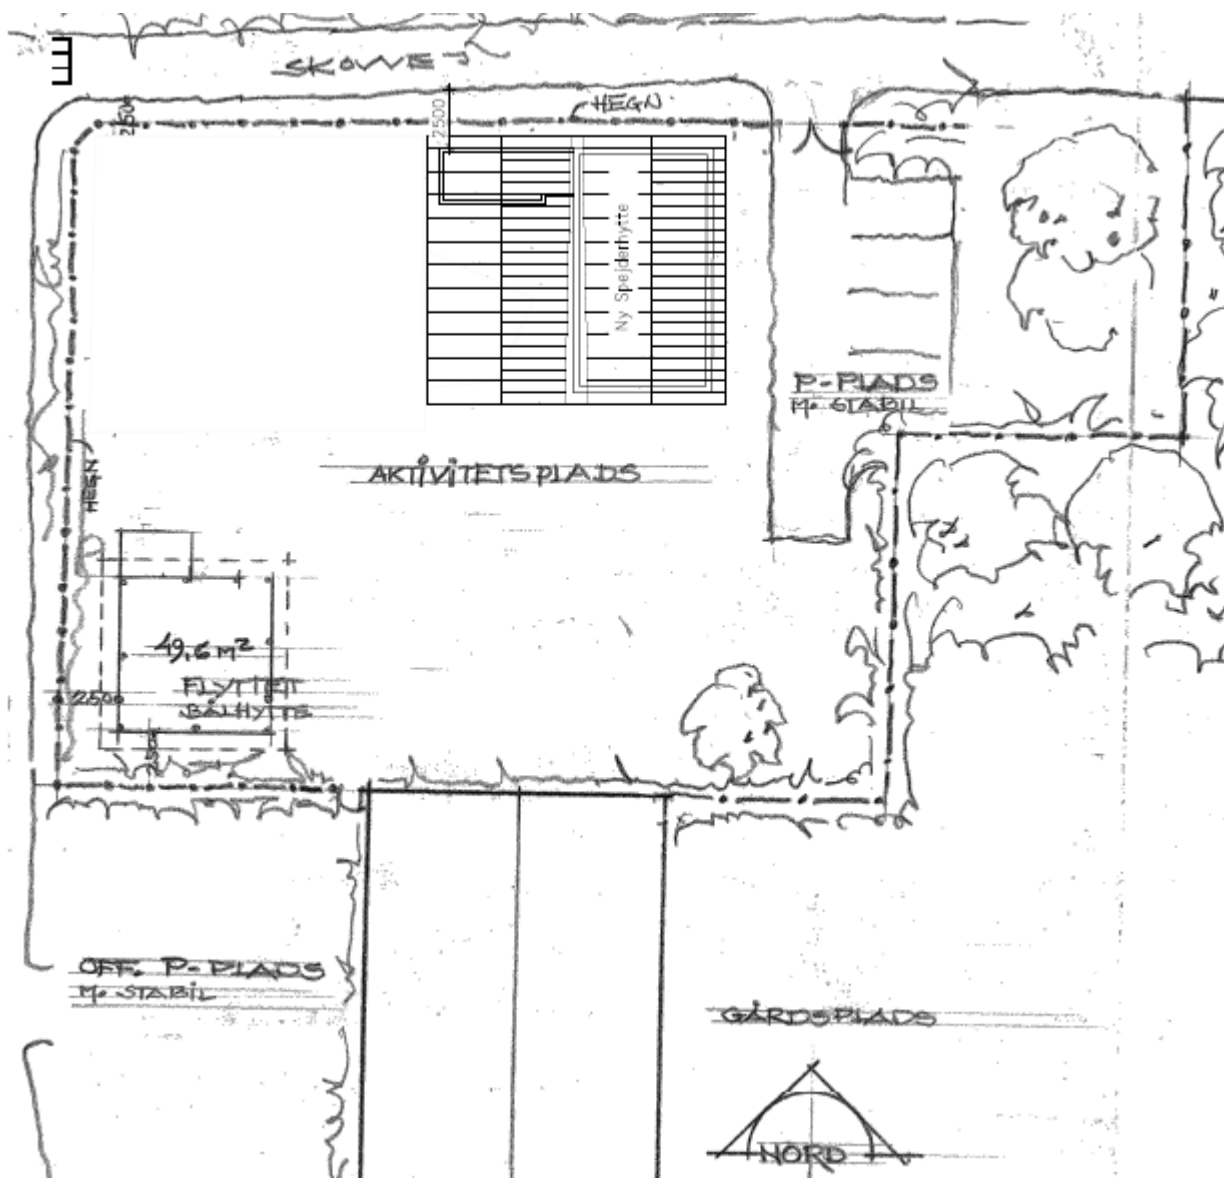 SKOVVEJ
HEGN
2500
2500
Ny Spejderhytte
P-PLADS
M. STABIL
AKTIVITETSPLADS
HEGN
49,6 M²
FLYTTET
BÅLHYTTE
2500
2500
OFF. P-PLADS
M. STABIL
GÅRDSPLADS
NORD